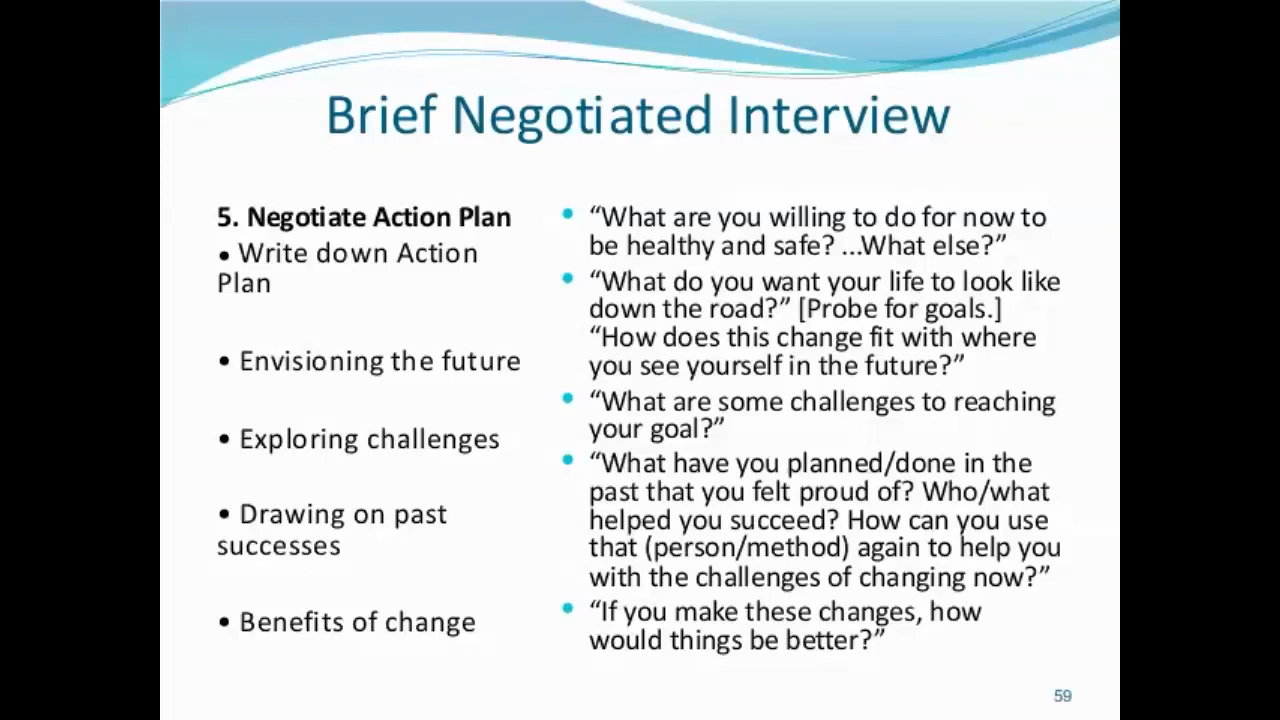 Brief Negotiated Interview
5. Negotiate Action Plan
• Write down Action
Plan
• Envisioning the future
• Exploring challenges
• Drawing on past
successes
• Benefits of change
• “What are you willing to do for now to
be healthy and safe? ...What else?”
• “What do you want your life to look like
down the road?” [Probe for goals.]
“How does this change fit with where
you see yourself in the future?”
• “What are some challenges to reaching
your goal?”
• “What have you planned/done in the
past that you felt proud of? Who/what
helped you succeed? How can you use
that (person/method) again to help you
with the challenges of changing now?”
• “If you make these changes, how
would things be better?”
59